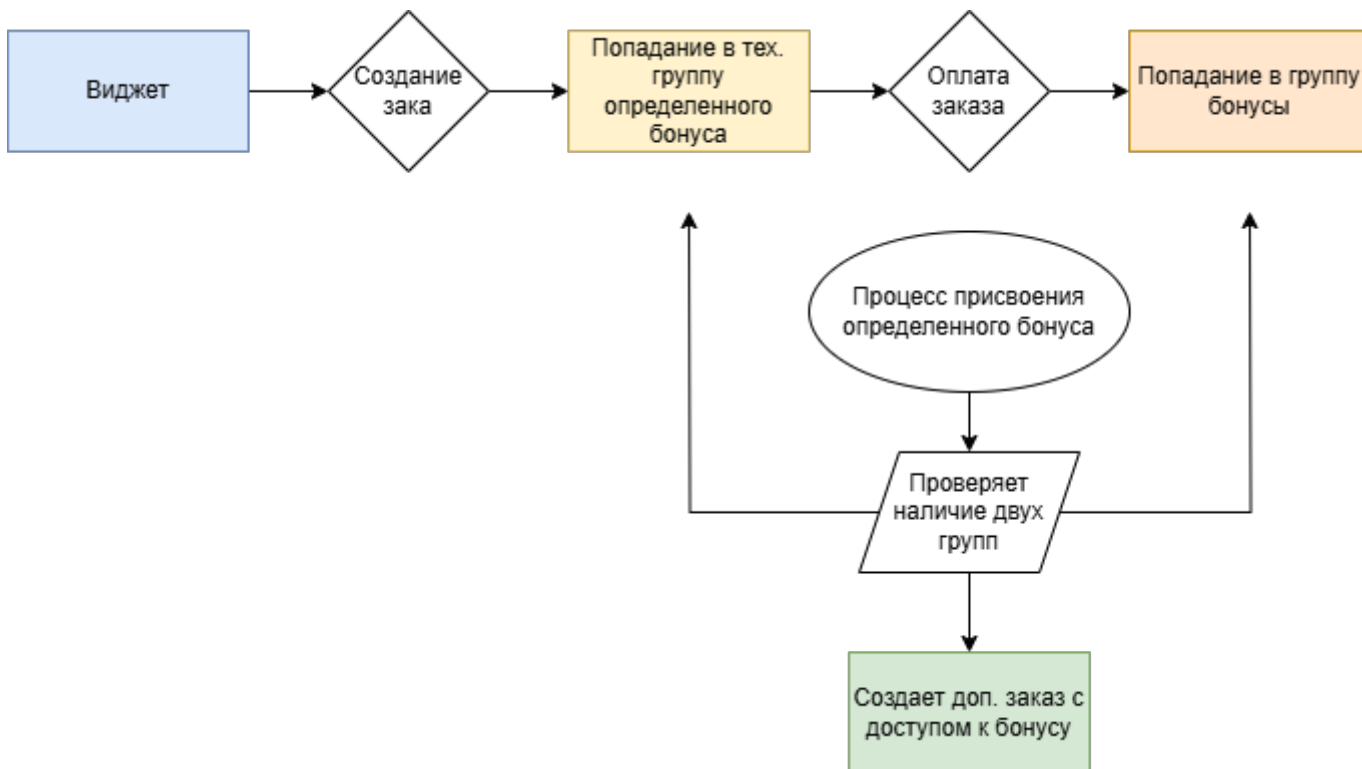 Виджет
Создание
зака
Попадание в тех.
группу
определенного
бонуса
Оплата
заказа
Попадание в группу
бонусы
Процесс присвоения
определенного бонуса
Проверяет
наличие двух
групп
Создает доп. заказ с
доступом к бонусу